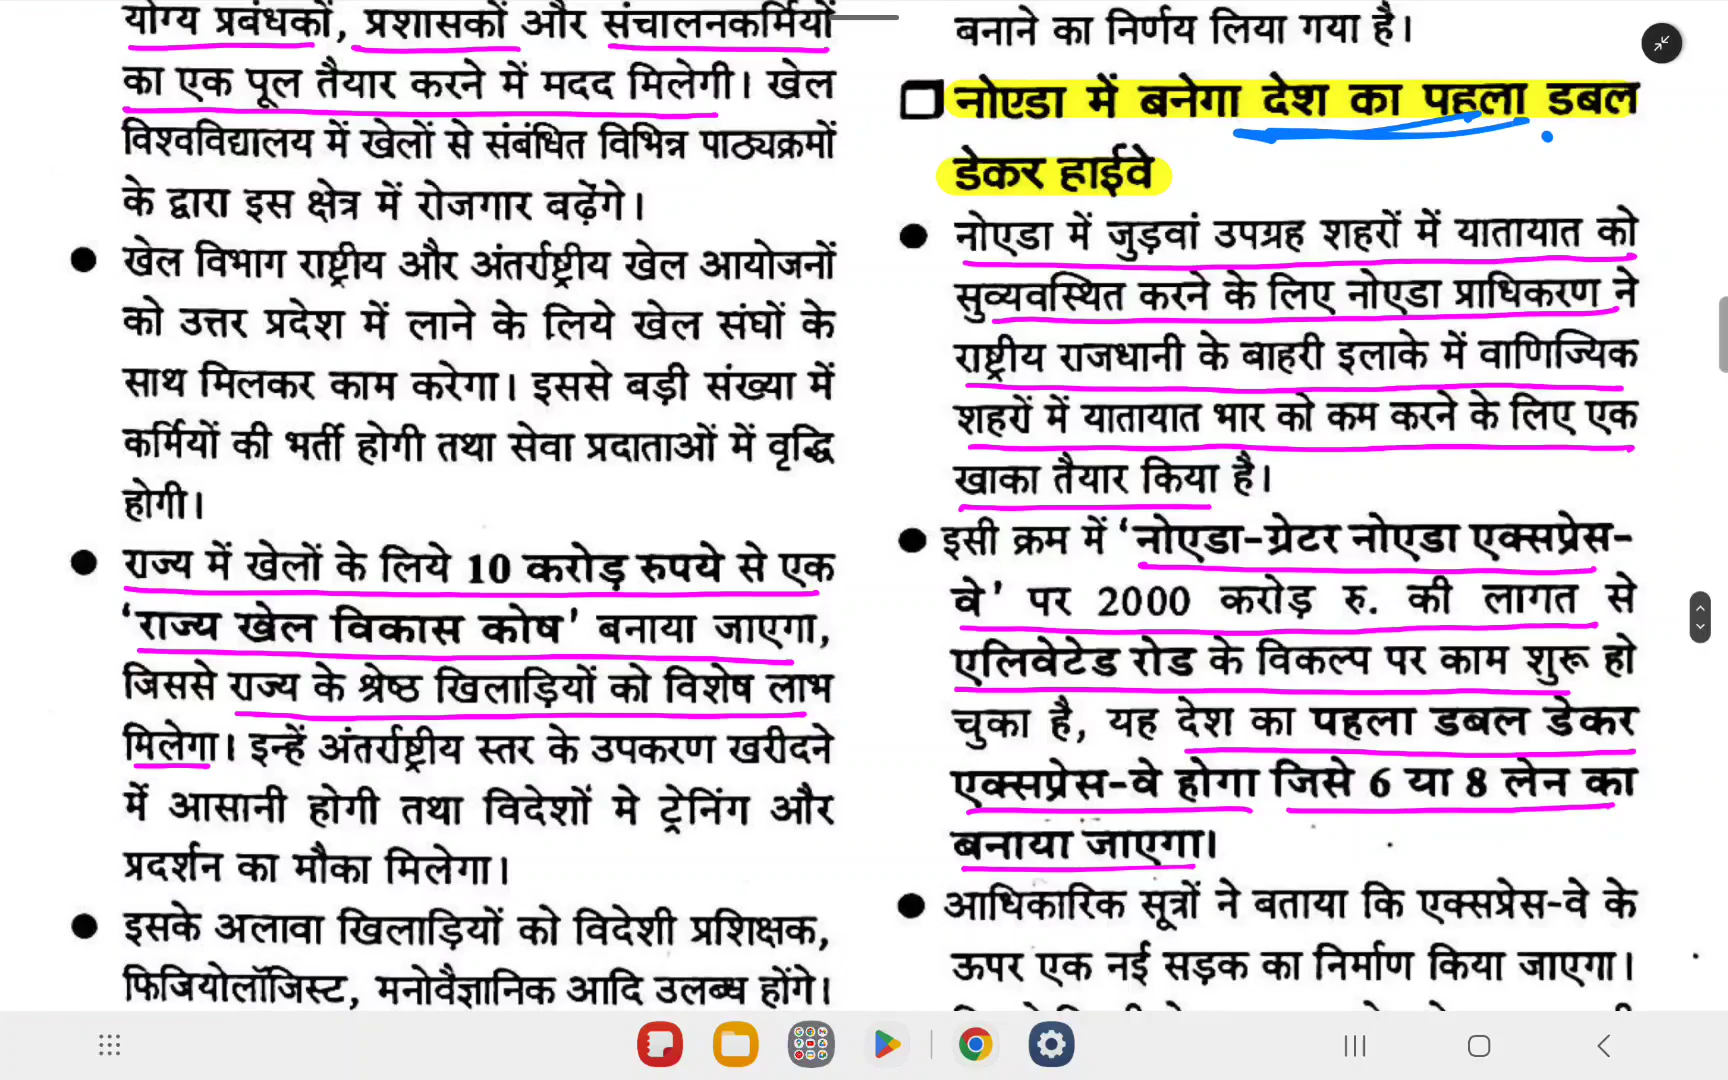 योग्य प्रबंधकों, प्रशासकों और संचालनकर्मियों
का एक पूल तैयार करने में मदद मिलेगी। खेल
विश्वविद्यालय में खेलों से संबंधित विभिन्न पाठ्यक्रमों
के द्वारा इस क्षेत्र में रोजगार बढ़ेंगे।
● खेल विभाग राष्ट्रीय और अंतर्राष्ट्रीय खेल आयोजनों
को उत्तर प्रदेश में लाने के लिये खेल संघों के
साथ मिलकर काम करेगा। इससे बड़ी संख्या में
कर्मियों की भर्ती होगी तथा सेवा प्रदाताओं में वृद्धि
होगी।
● राज्य में खेलों के लिये 10 करोड़ रुपये से एक
‘राज्य खेल विकास कोष’ बनाया जाएगा,
जिससे राज्य के श्रेष्ठ खिलाड़ियों को विशेष लाभ
मिलेगा। इन्हें अंतर्राष्ट्रीय स्तर के उपकरण खरीदने
में आसानी होगी तथा विदेशों मे ट्रेनिंग और
प्रदर्शन का मौका मिलेगा।
● इसके अलावा खिलाड़ियों को विदेशी प्रशिक्षक,
फिजियोलॉजिस्ट, मनोवैज्ञानिक आदि उलब्ध होंगे।
बनाने का निर्णय लिया गया है।
❑ नोएडा में बनेगा देश का पहला डबल
डेकर हाईवे
● नोएडा में जुड़वां उपग्रह शहरों में यातायात को
सुव्यवस्थित करने के लिए नोएडा प्राधिकरण ने
राष्ट्रीय राजधानी के बाहरी इलाके में वाणिज्यिक
शहरों में यातायात भार को कम करने के लिए एक
खाका तैयार किया है।
● इसी क्रम में ‘नोएडा-ग्रेटर नोएडा एक्सप्रेस-
वे’ पर 2000 करोड़ रु. की लागत से
एलिवेटेड रोड के विकल्प पर काम शुरू हो
चुका है, यह देश का पहला डबल डेकर
एक्सप्रेस-वे होगा जिसे 6 या 8 लेन का
बनाया जाएगा।
● आधिकारिक सूत्रों ने बताया कि एक्सप्रेस-वे के
ऊपर एक नई सड़क का निर्माण किया जाएगा।